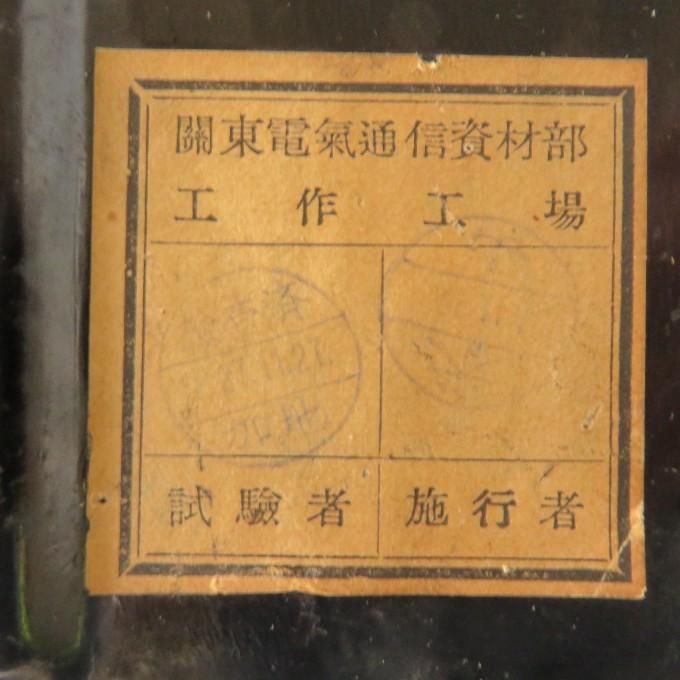 關東電氣通信資材部
工作工場
試驗者 施行者